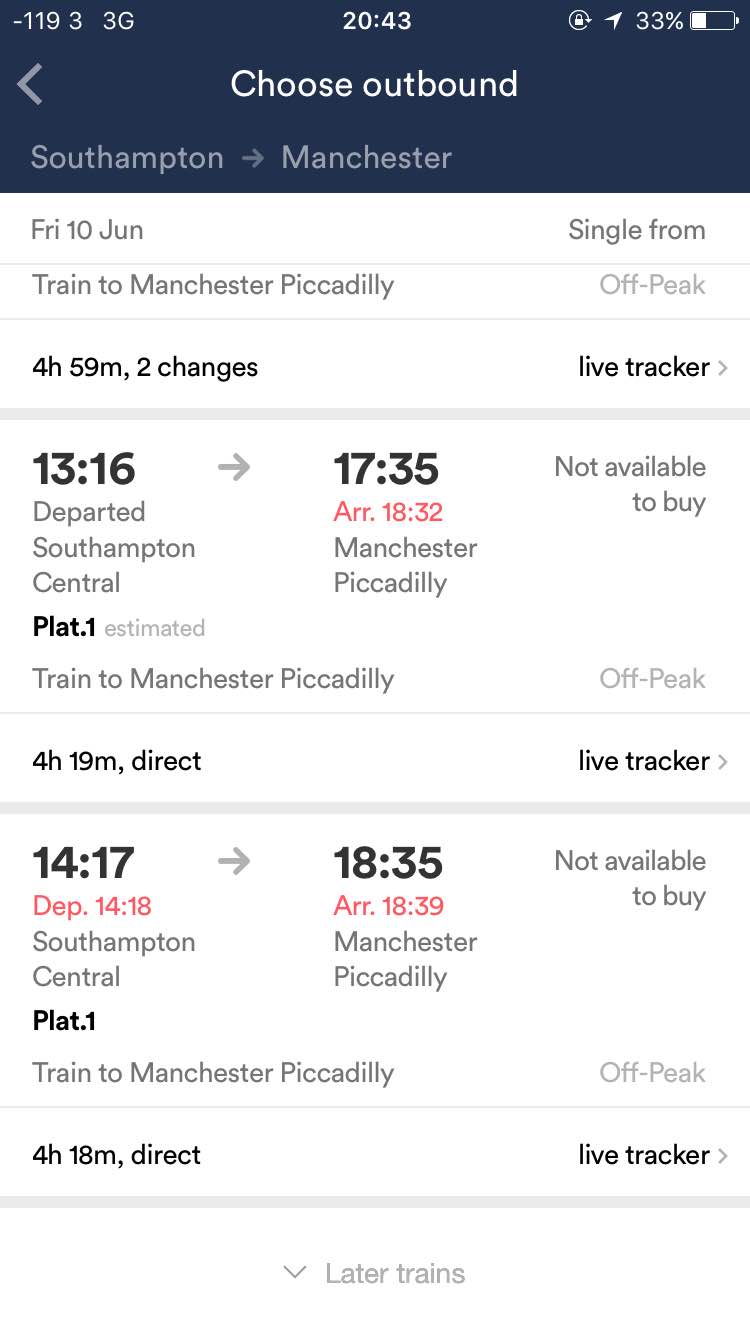 -119 3 3G 20:43 33%
Choose outbound
Southampton → Manchester
Fri 10 Jun Single from
Train to Manchester Piccadilly Off-Peak
4h 59m, 2 changes live tracker >
13:16 → 17:35 Not available
to buy
Departed Arr. 18:32
Southampton Manchester
Central Piccadilly
Plat.1 estimated
Train to Manchester Piccadilly Off-Peak
4h 19m, direct live tracker >
14:17 → 18:35 Not available
to buy
Dep. 14:18 Arr. 18:39
Southampton Manchester
Central Piccadilly
Plat.1
Train to Manchester Piccadilly Off-Peak
4h 18m, direct live tracker >
Later trains